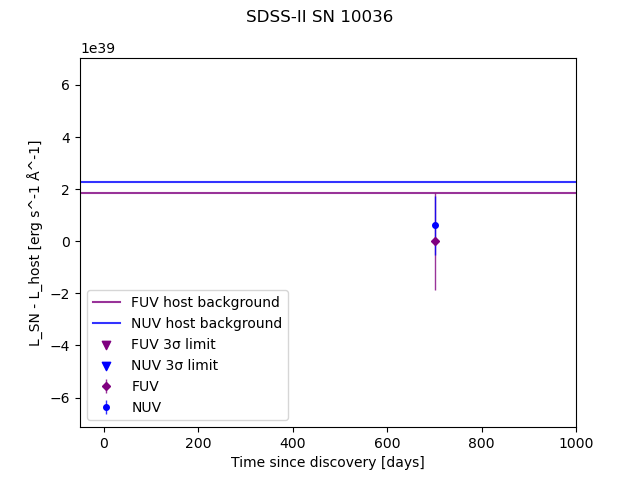 SDSS-II SN 10036
1e39
6
4
2
0
−2
−4
−6
L_SN - L_host [erg s^-1 Å^-1]
FUV host background
NUV host background
FUV 3σ limit
NUV 3σ limit
FUV
NUV
0 200 400 600 800 1000
Time since discovery [days]